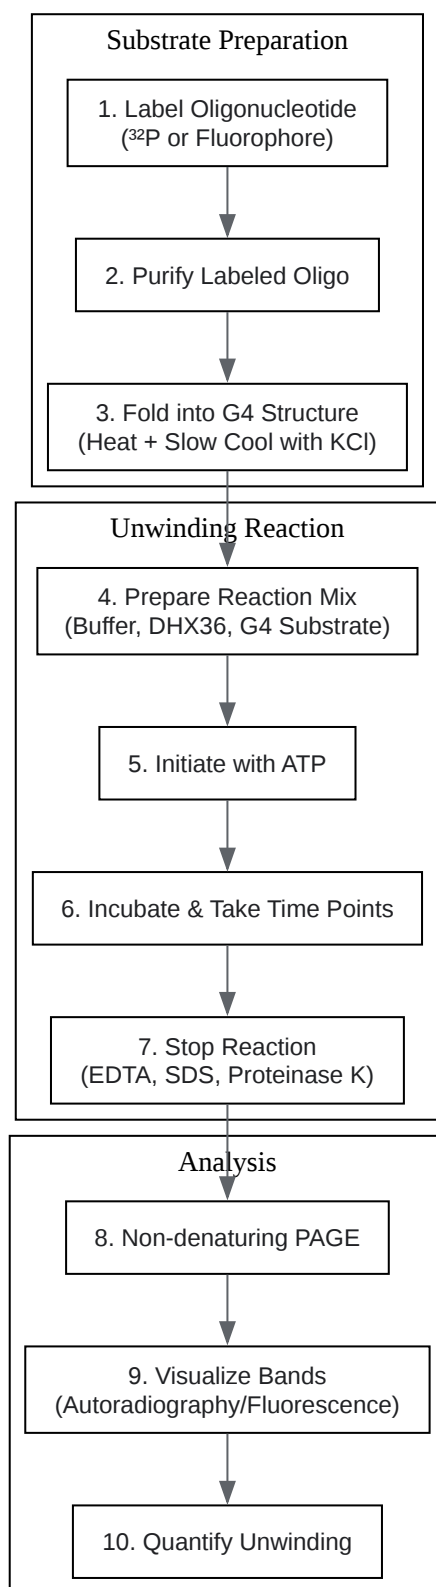 Substrate Preparation
1. Label Oligonucleotide
(³²P or Fluorophore)
2. Purify Labeled Oligo
3. Fold into G4 Structure
(Heat + Slow Cool with KCl)
Unwinding Reaction
4. Prepare Reaction Mix
(Buffer, DHX36, G4 Substrate)
5. Initiate with ATP
6. Incubate & Take Time Points
7. Stop Reaction
(EDTA, SDS, Proteinase K)
Analysis
8. Non-denaturing PAGE
9. Visualize Bands
(Autoradiography/Fluorescence)
10. Quantify Unwinding